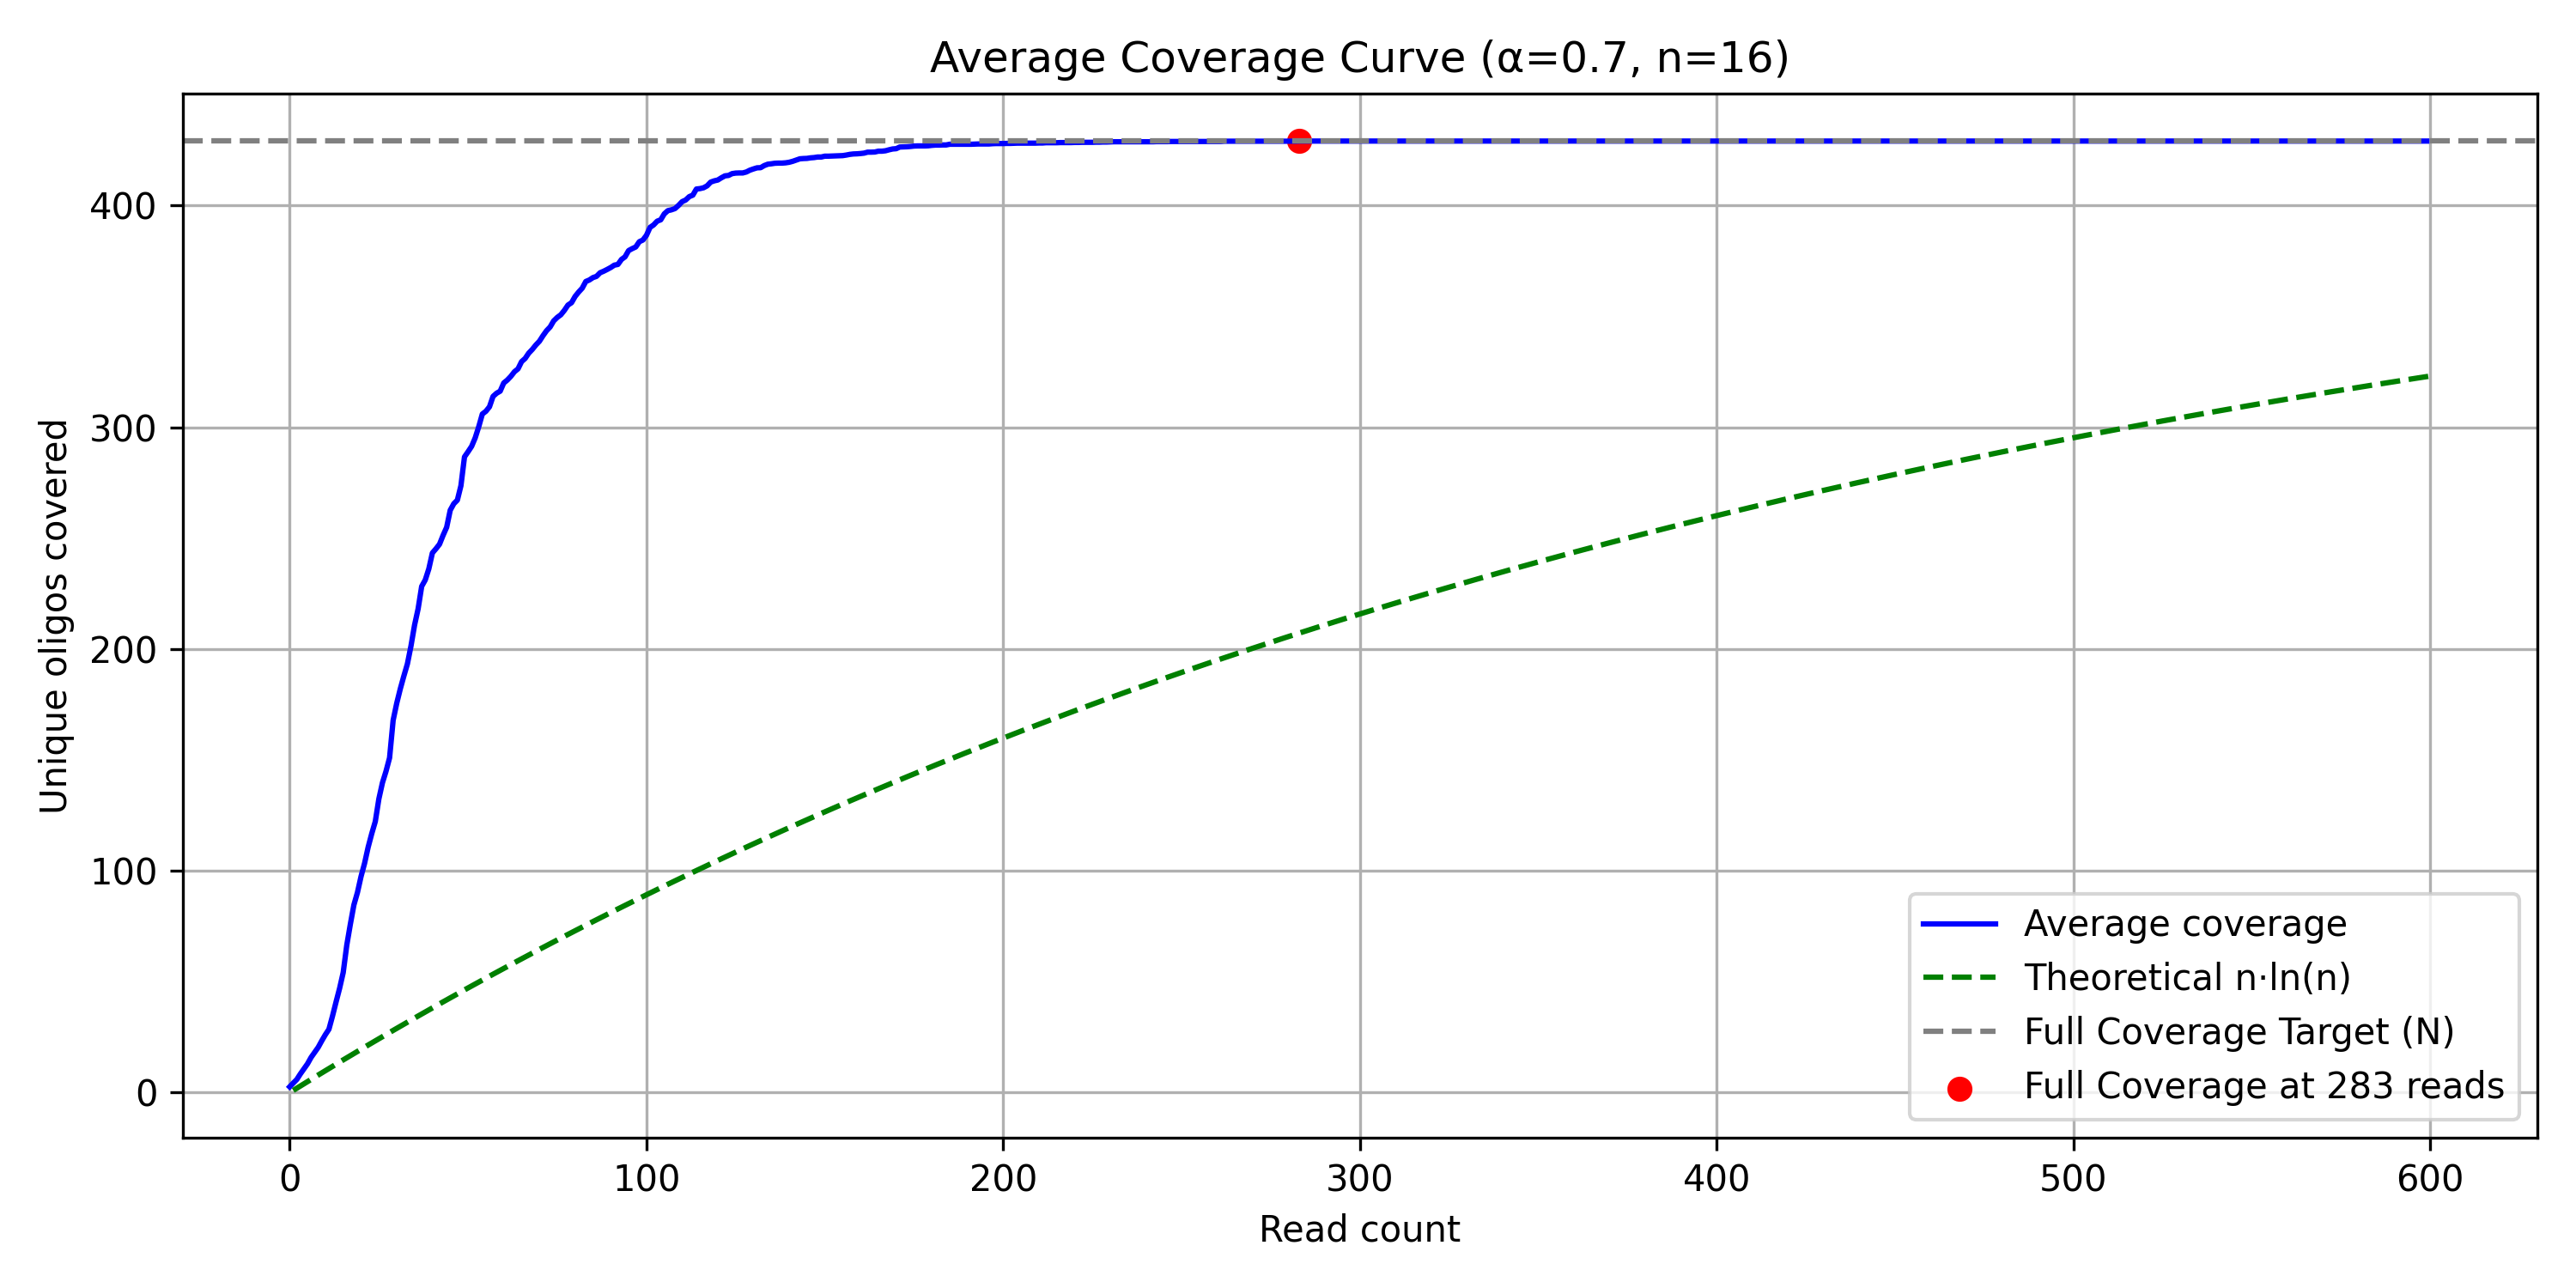 Average Coverage Curve (α=0.7, n=16)
Unique oligos covered
400
300
200
100
0
0 100 200 300 400 500 600
Read count
Average coverage
Theoretical n·ln(n)
Full Coverage Target (N)
Full Coverage at 283 reads